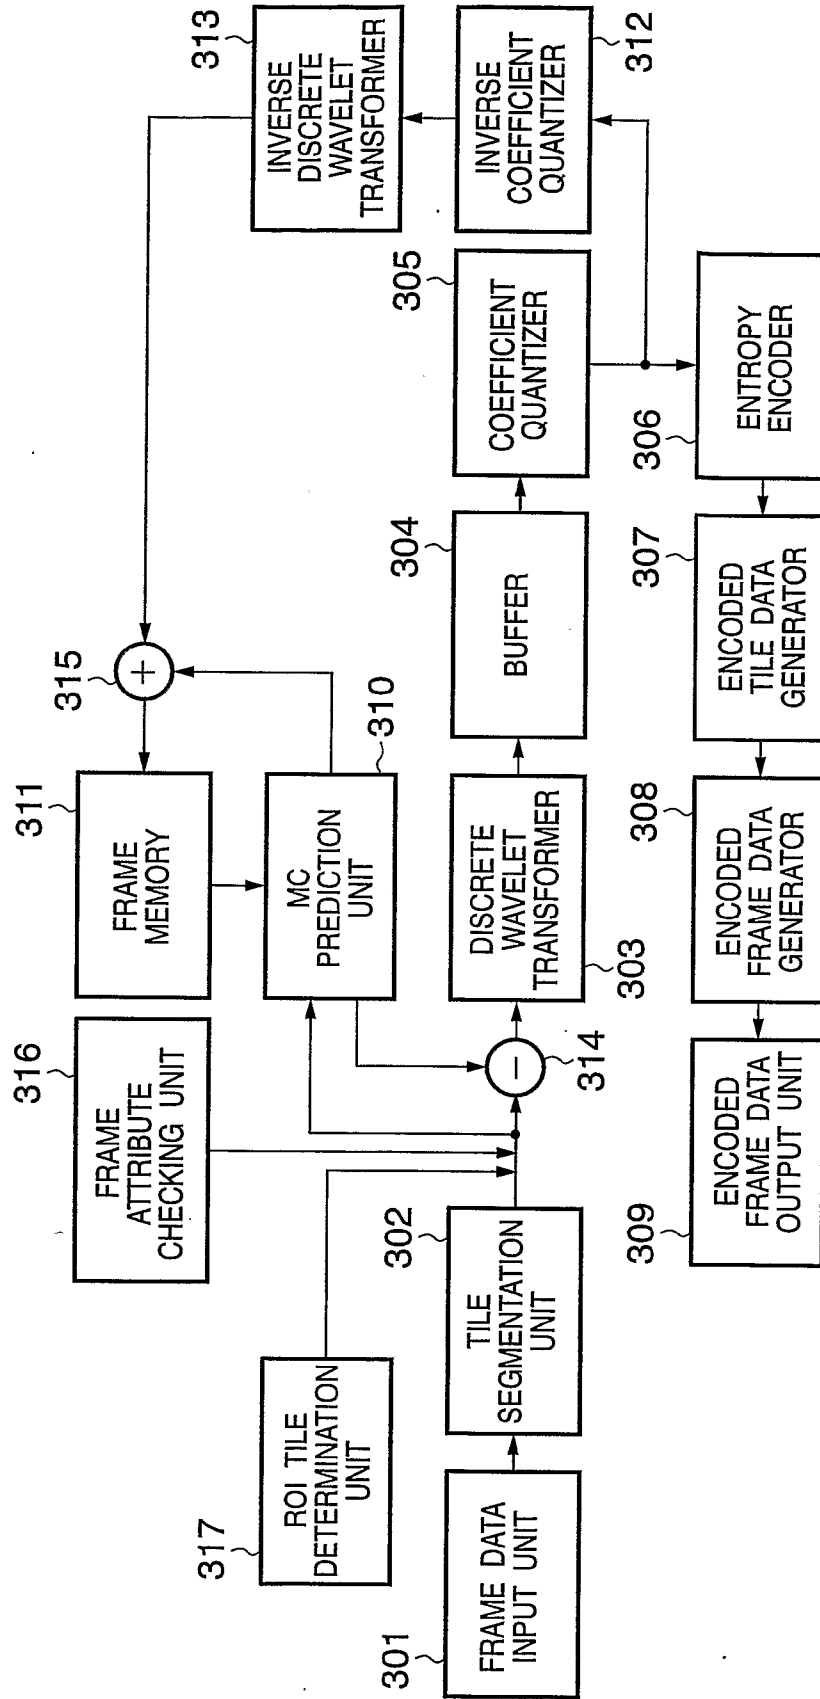 301
FRAME DATA
INPUT UNIT
317
ROI TILE
DETERMINATION
UNIT
302
TILE
SEGMENTATION
UNIT
316
FRAME
ATTRIBUTE
CHECKING UNIT
311
FRAME
MEMORY
310
MC
PREDICTION
UNIT
315
+
314
−
303
DISCRETE
WAVELET
TRANSFORMER
304
BUFFER
305
COEFFICIENT
QUANTIZER
313
INVERSE
DISCRETE
WAVELET
TRANSFORMER
312
INVERSE
COEFFICIENT
QUANTIZER
306
ENTROPY
ENCODER
307
ENCODED
TILE DATA
GENERATOR
308
ENCODED
FRAME DATA
GENERATOR
309
ENCODED
FRAME DATA
OUTPUT UNIT